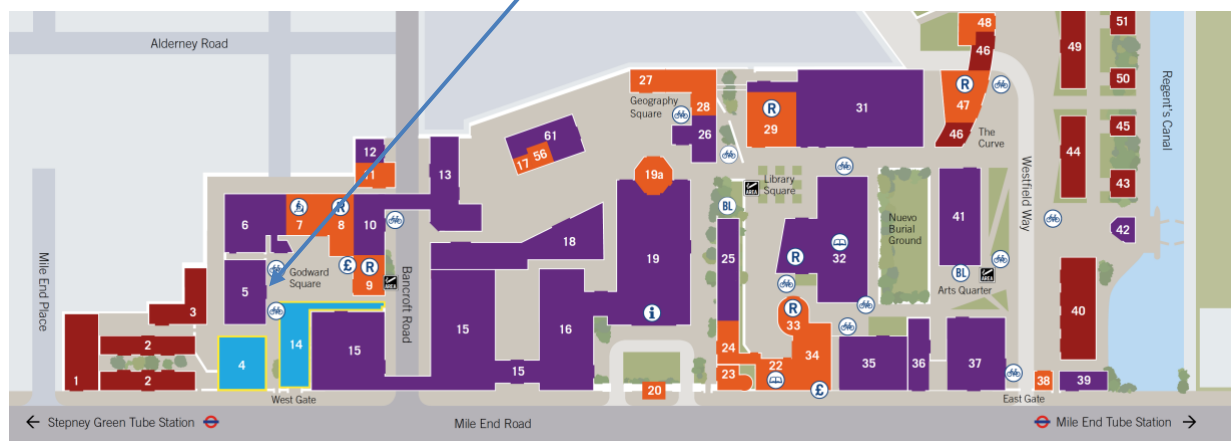 Alderney Road
51
48
46
49
50
27
R
47
Geography
Square
28
R
29
31
Regent's Canal
61
26
46
The
Curve
45
17
56
12
11
13
44
43
19a
Library
Square
AREA
Westfield Way
BL
6
7
R
8
10
18
41
42
Nuevo
Burial
Ground
R
32
25
19
Mile End Place
5
Godward
Square
£
R
9
AREA
Bancroft Road
BL
AREA
Arts Quarter
3
i
R
33
40
2
14
15
15
16
24
34
35
36
37
1
4
2
15
23
22
20
£
38
39
West Gate
East Gate
← Stepney Green Tube Station
Mile End Road
Mile End Tube Station →